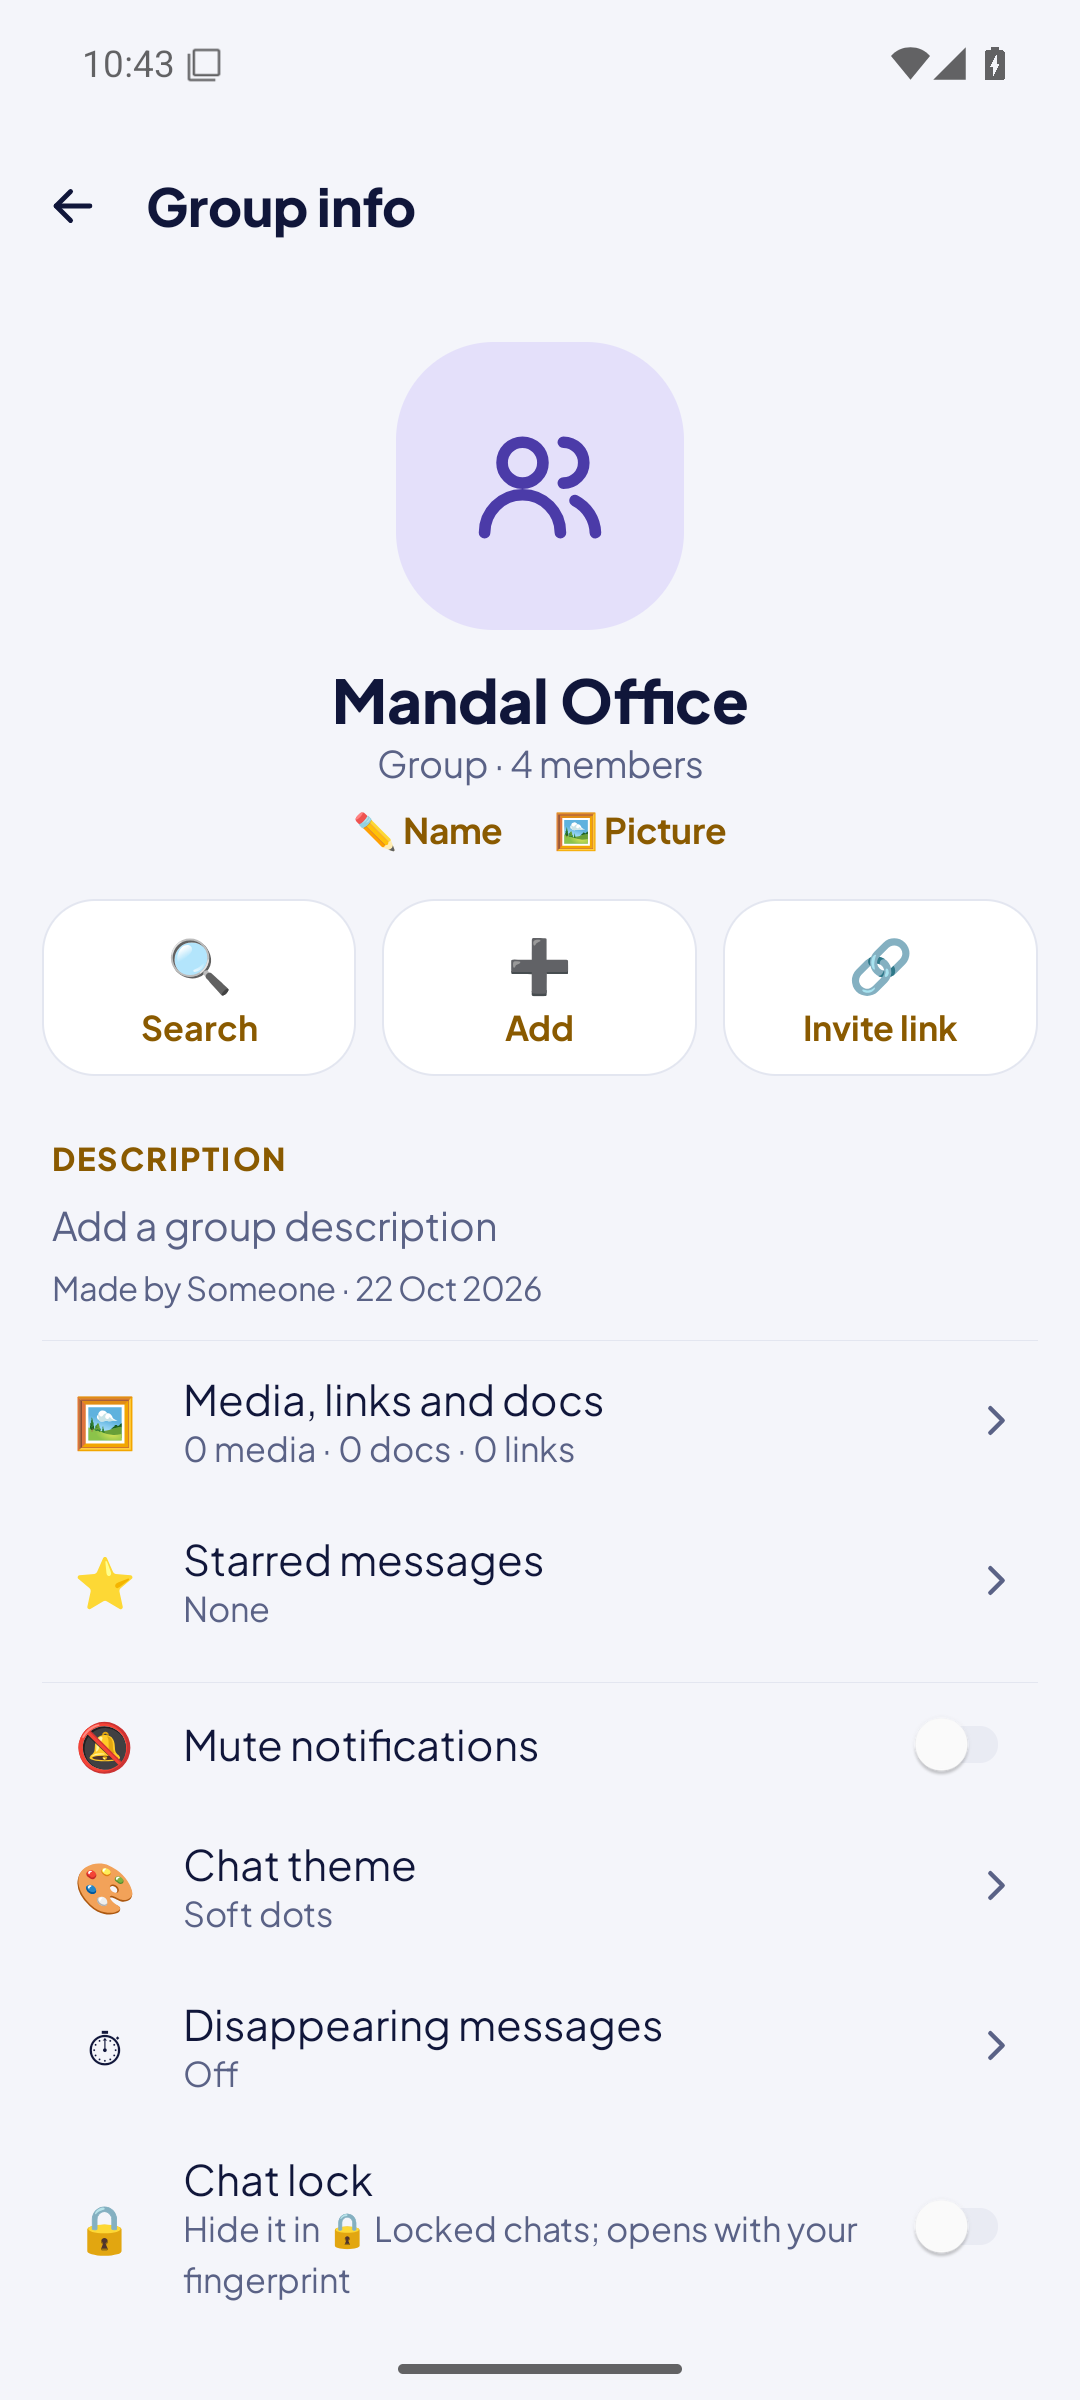 10:43
Group info
Mandal Office
Group · 4 members
✏️ Name 🖼️ Picture
Search
Add
Invite link
DESCRIPTION
Add a group description
Made by Someone · 22 Oct 2026
Media, links and docs
0 media · 0 docs · 0 links
Starred messages
None
Mute notifications
Chat theme
Soft dots
Disappearing messages
Off
Chat lock
Hide it in 🔒 Locked chats; opens with your
fingerprint